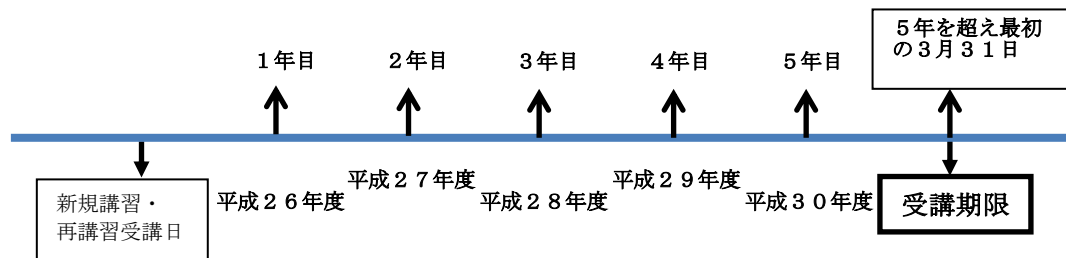 ５年を超え最初
の３月３１日
１年目
２年目
３年目
４年目
５年目
平成２６年度
平成２７年度
平成２８年度
平成２９年度
平成３０年度
新規講習・
再講習受講日
受講期限